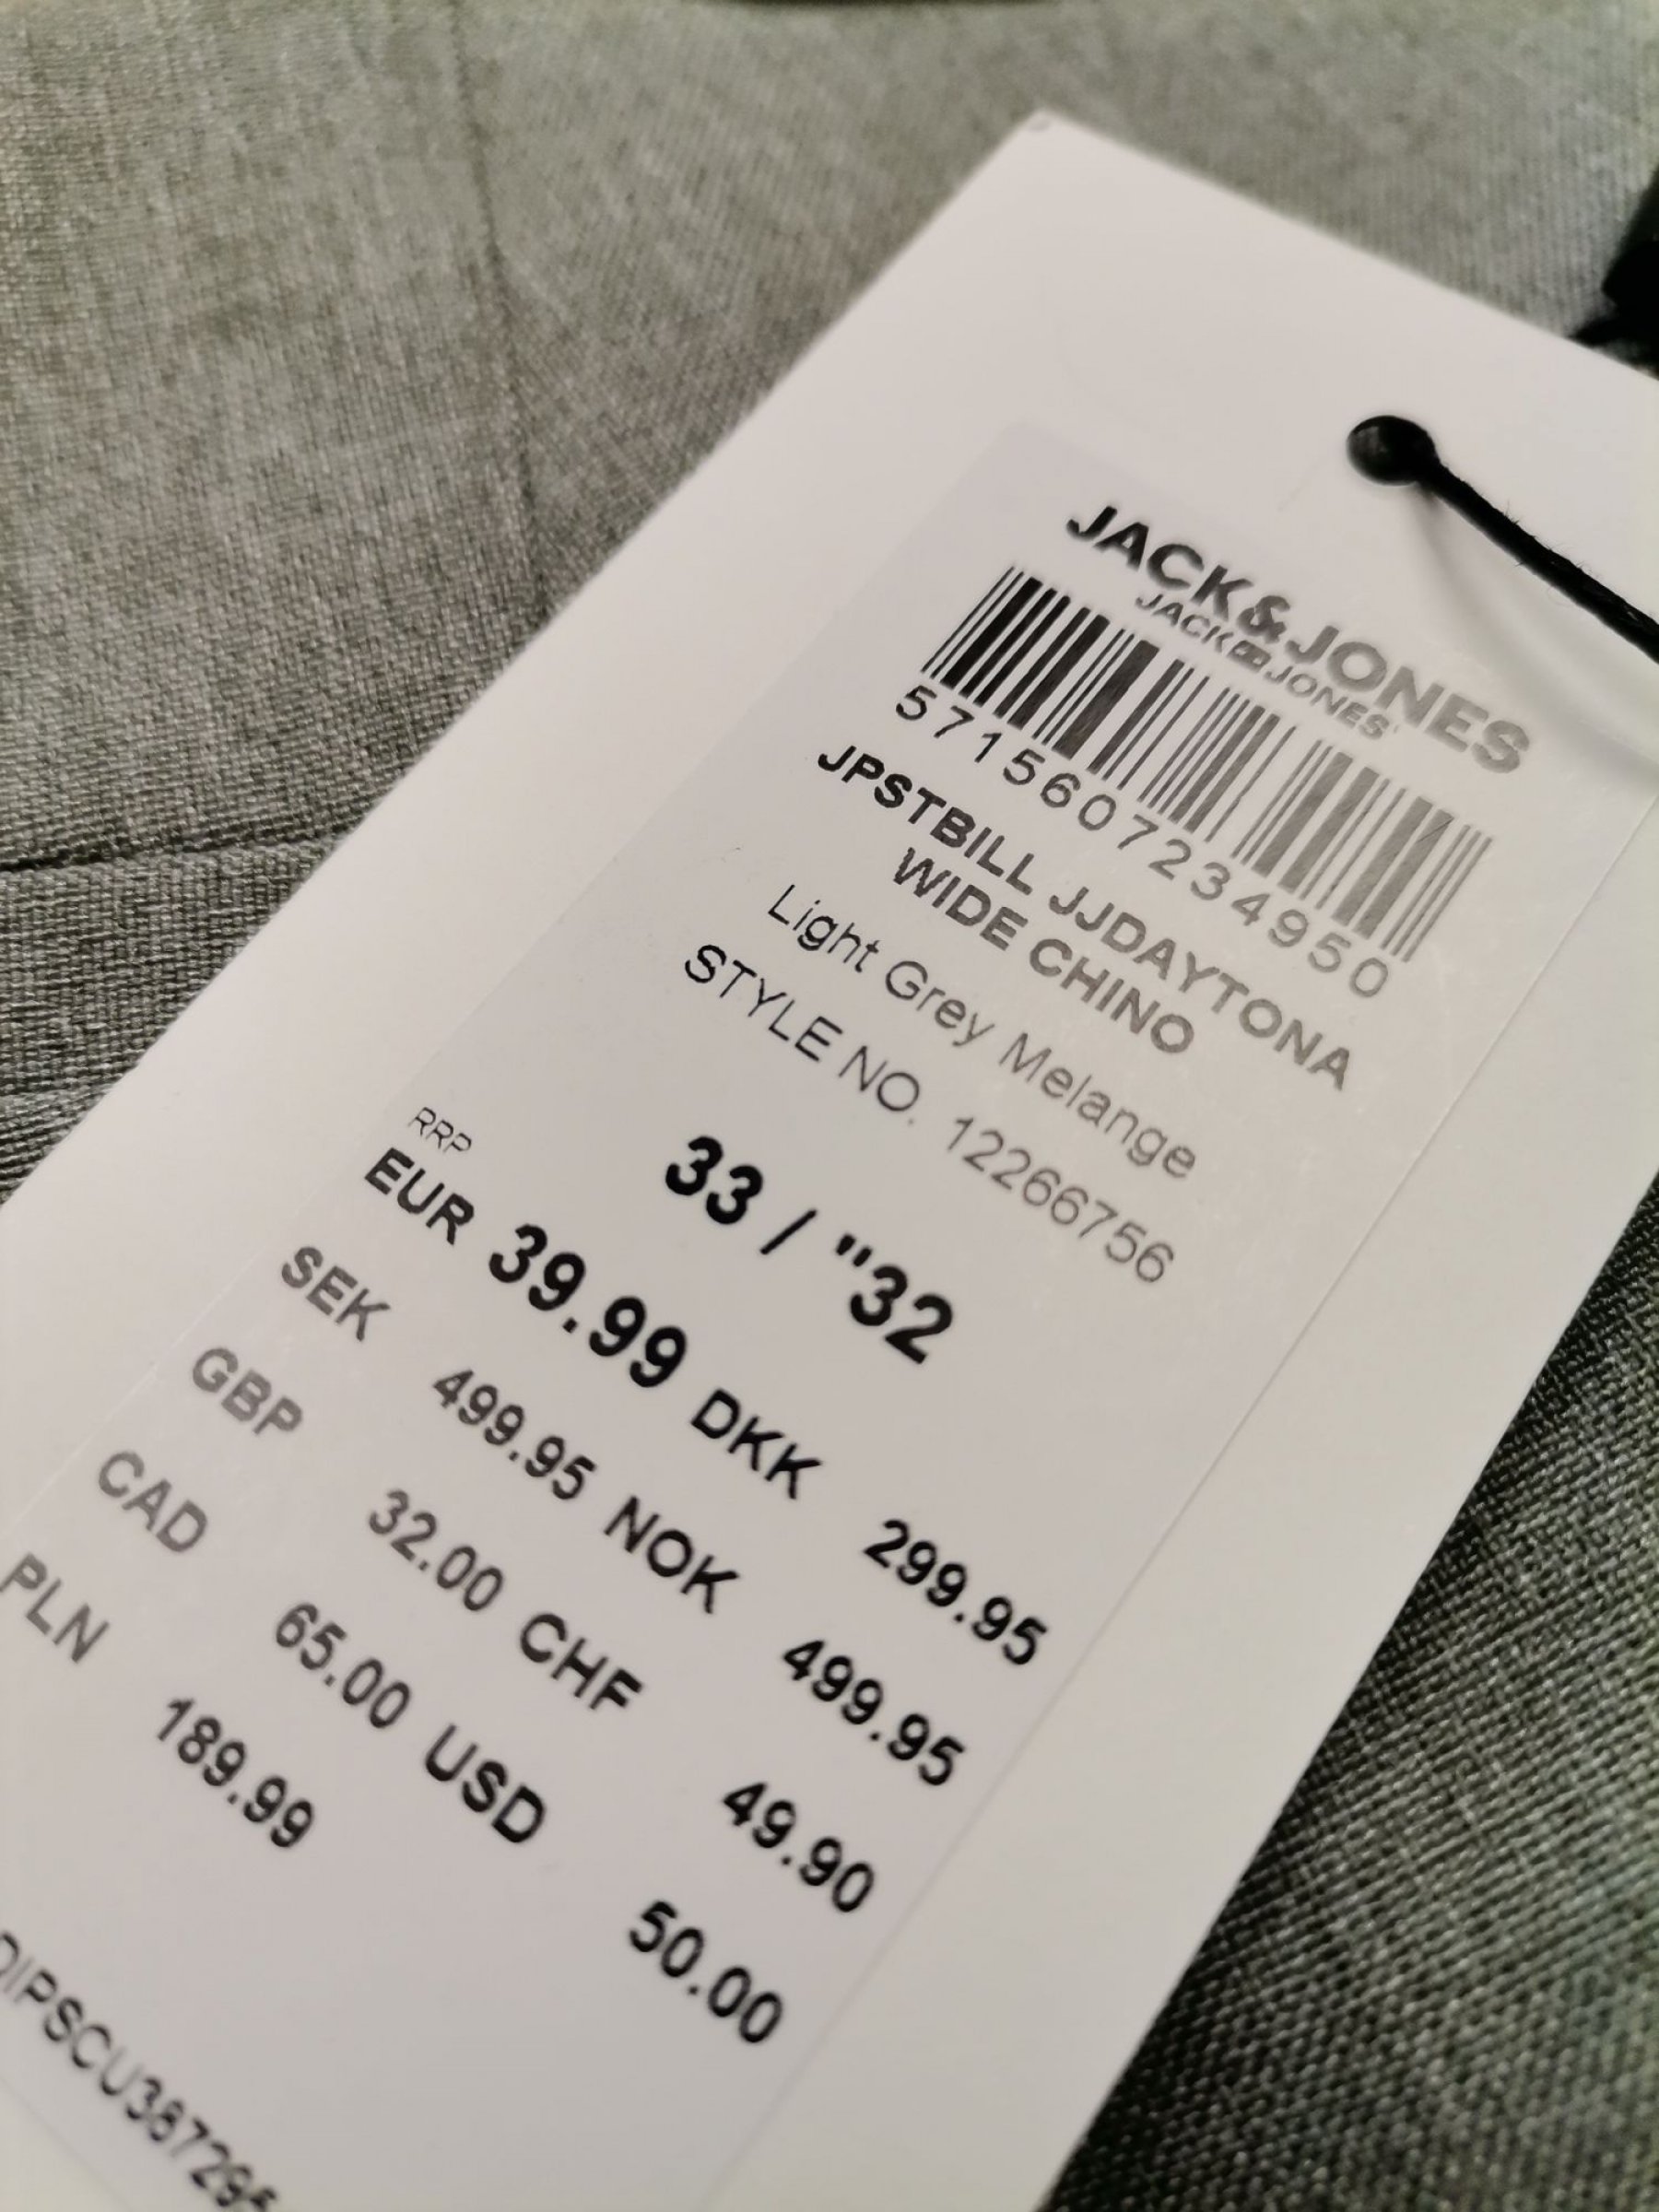 JACK&JONES
JACK&JONES
5715607234950
JPSTBILL JJDAYTONA
WIDE CHINO
Light Grey Melange
STYLE NO. 12266756
33 / "32
RRP
EUR 39.99 DKK 299.95
SEK 499.95 NOK 499.95
GBP 32.00 CHF 49.90
CAD 65.00 USD 50.00
PLN 189.99